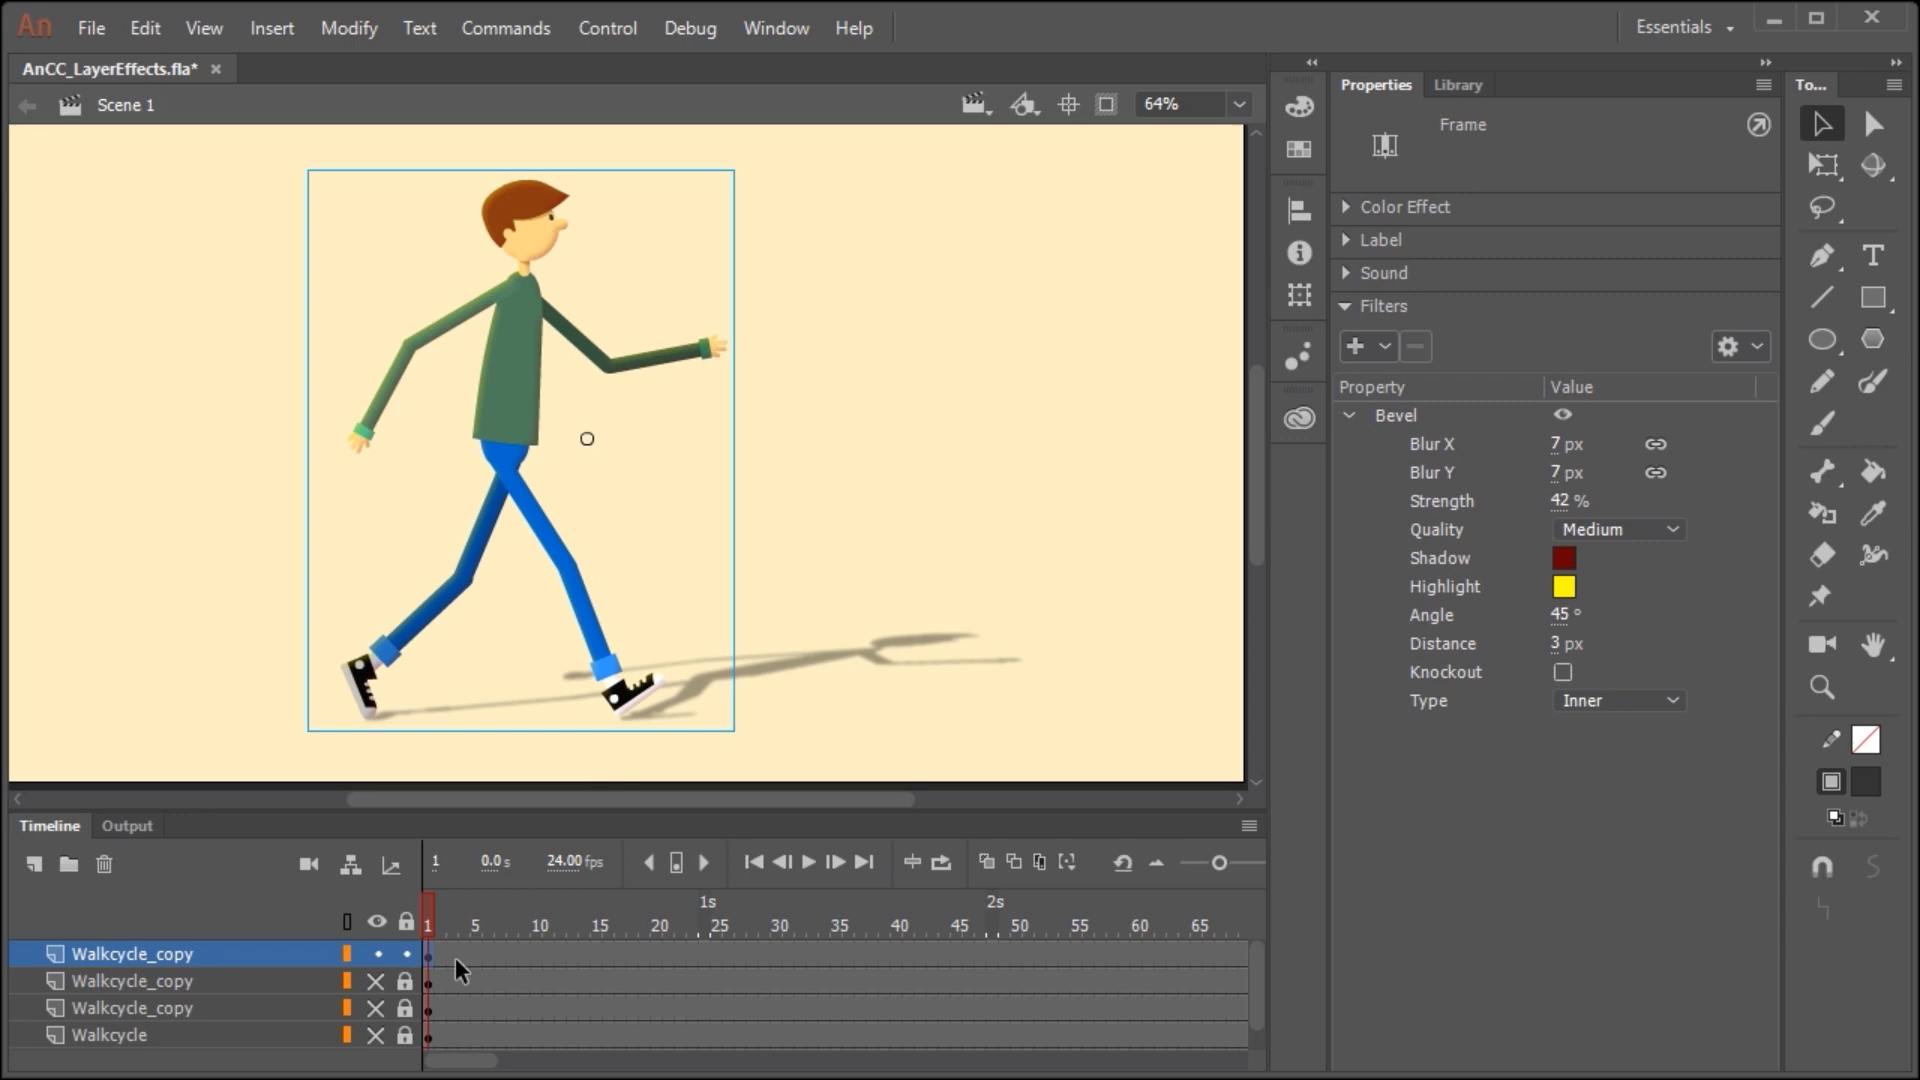 An File Edit View Insert Modify Text Commands Control Debug Window Help Essentials
AnCC_LayerEffects.fla*
Scene 1 64%
Properties Library To...
Frame
Color Effect
Label
Sound
Filters
Property Value
Bevel
Blur X 7 px
Blur Y 7 px
Strength 42 %
Quality Medium
Shadow
Highlight
Angle 45 °
Distance 3 px
Knockout
Type Inner
Timeline Output
1 0.0 s 24.00 fps
1s 2s
1 5 10 15 20 25 30 35 40 45 50 55 60 65
Walkcycle_copy
Walkcycle_copy
Walkcycle_copy
Walkcycle